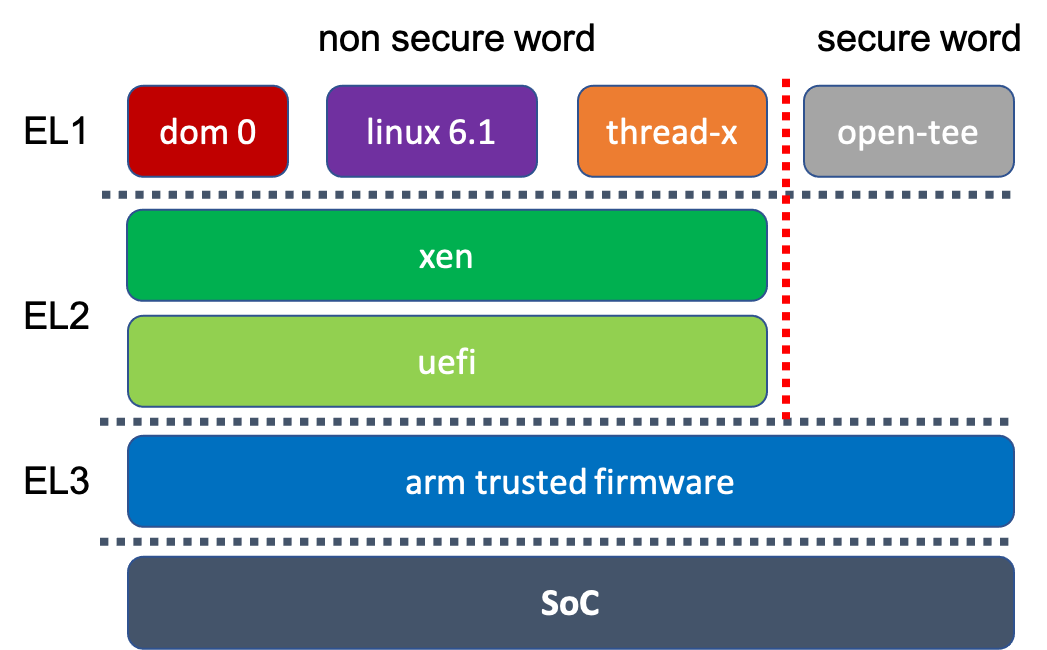 non secure word
secure word
EL1
dom 0
linux 6.1
thread-x
open-tee
xen
EL2
uefi
EL3
arm trusted firmware
SoC